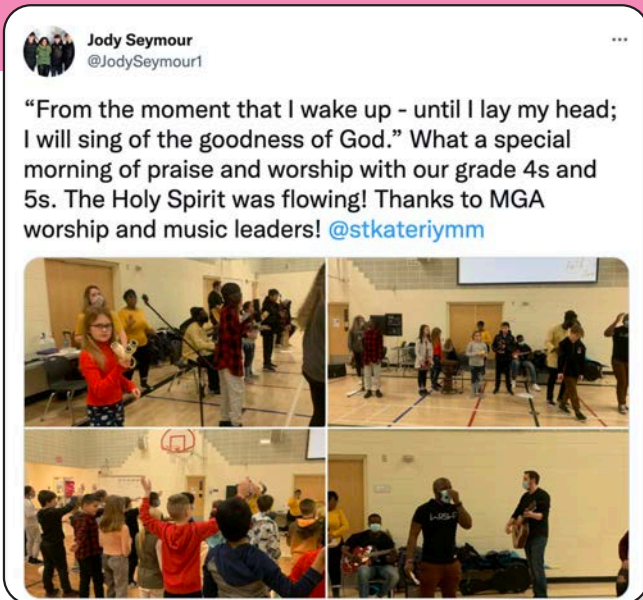 Jody Seymour
@JodySeymour1
“From the moment that I wake up - until I lay my head;
I will sing of the goodness of God.” What a special
morning of praise and worship with our grade 4s and
5s. The Holy Spirit was flowing! Thanks to MGA
worship and music leaders! @stkateriymm